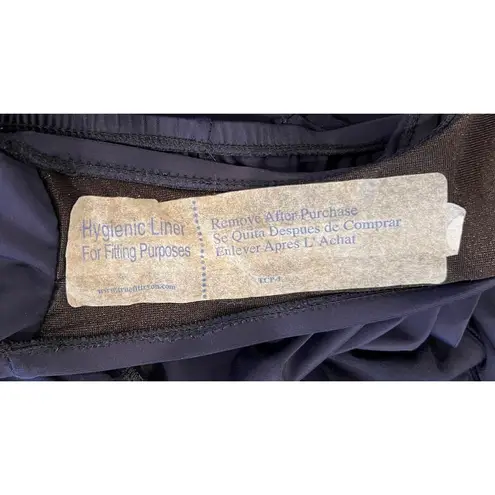 Hygienic Liner
For Fitting Purposes
Remove After Purchase
Se Quita Despues de Comprar
Enlever Apres L' Achat